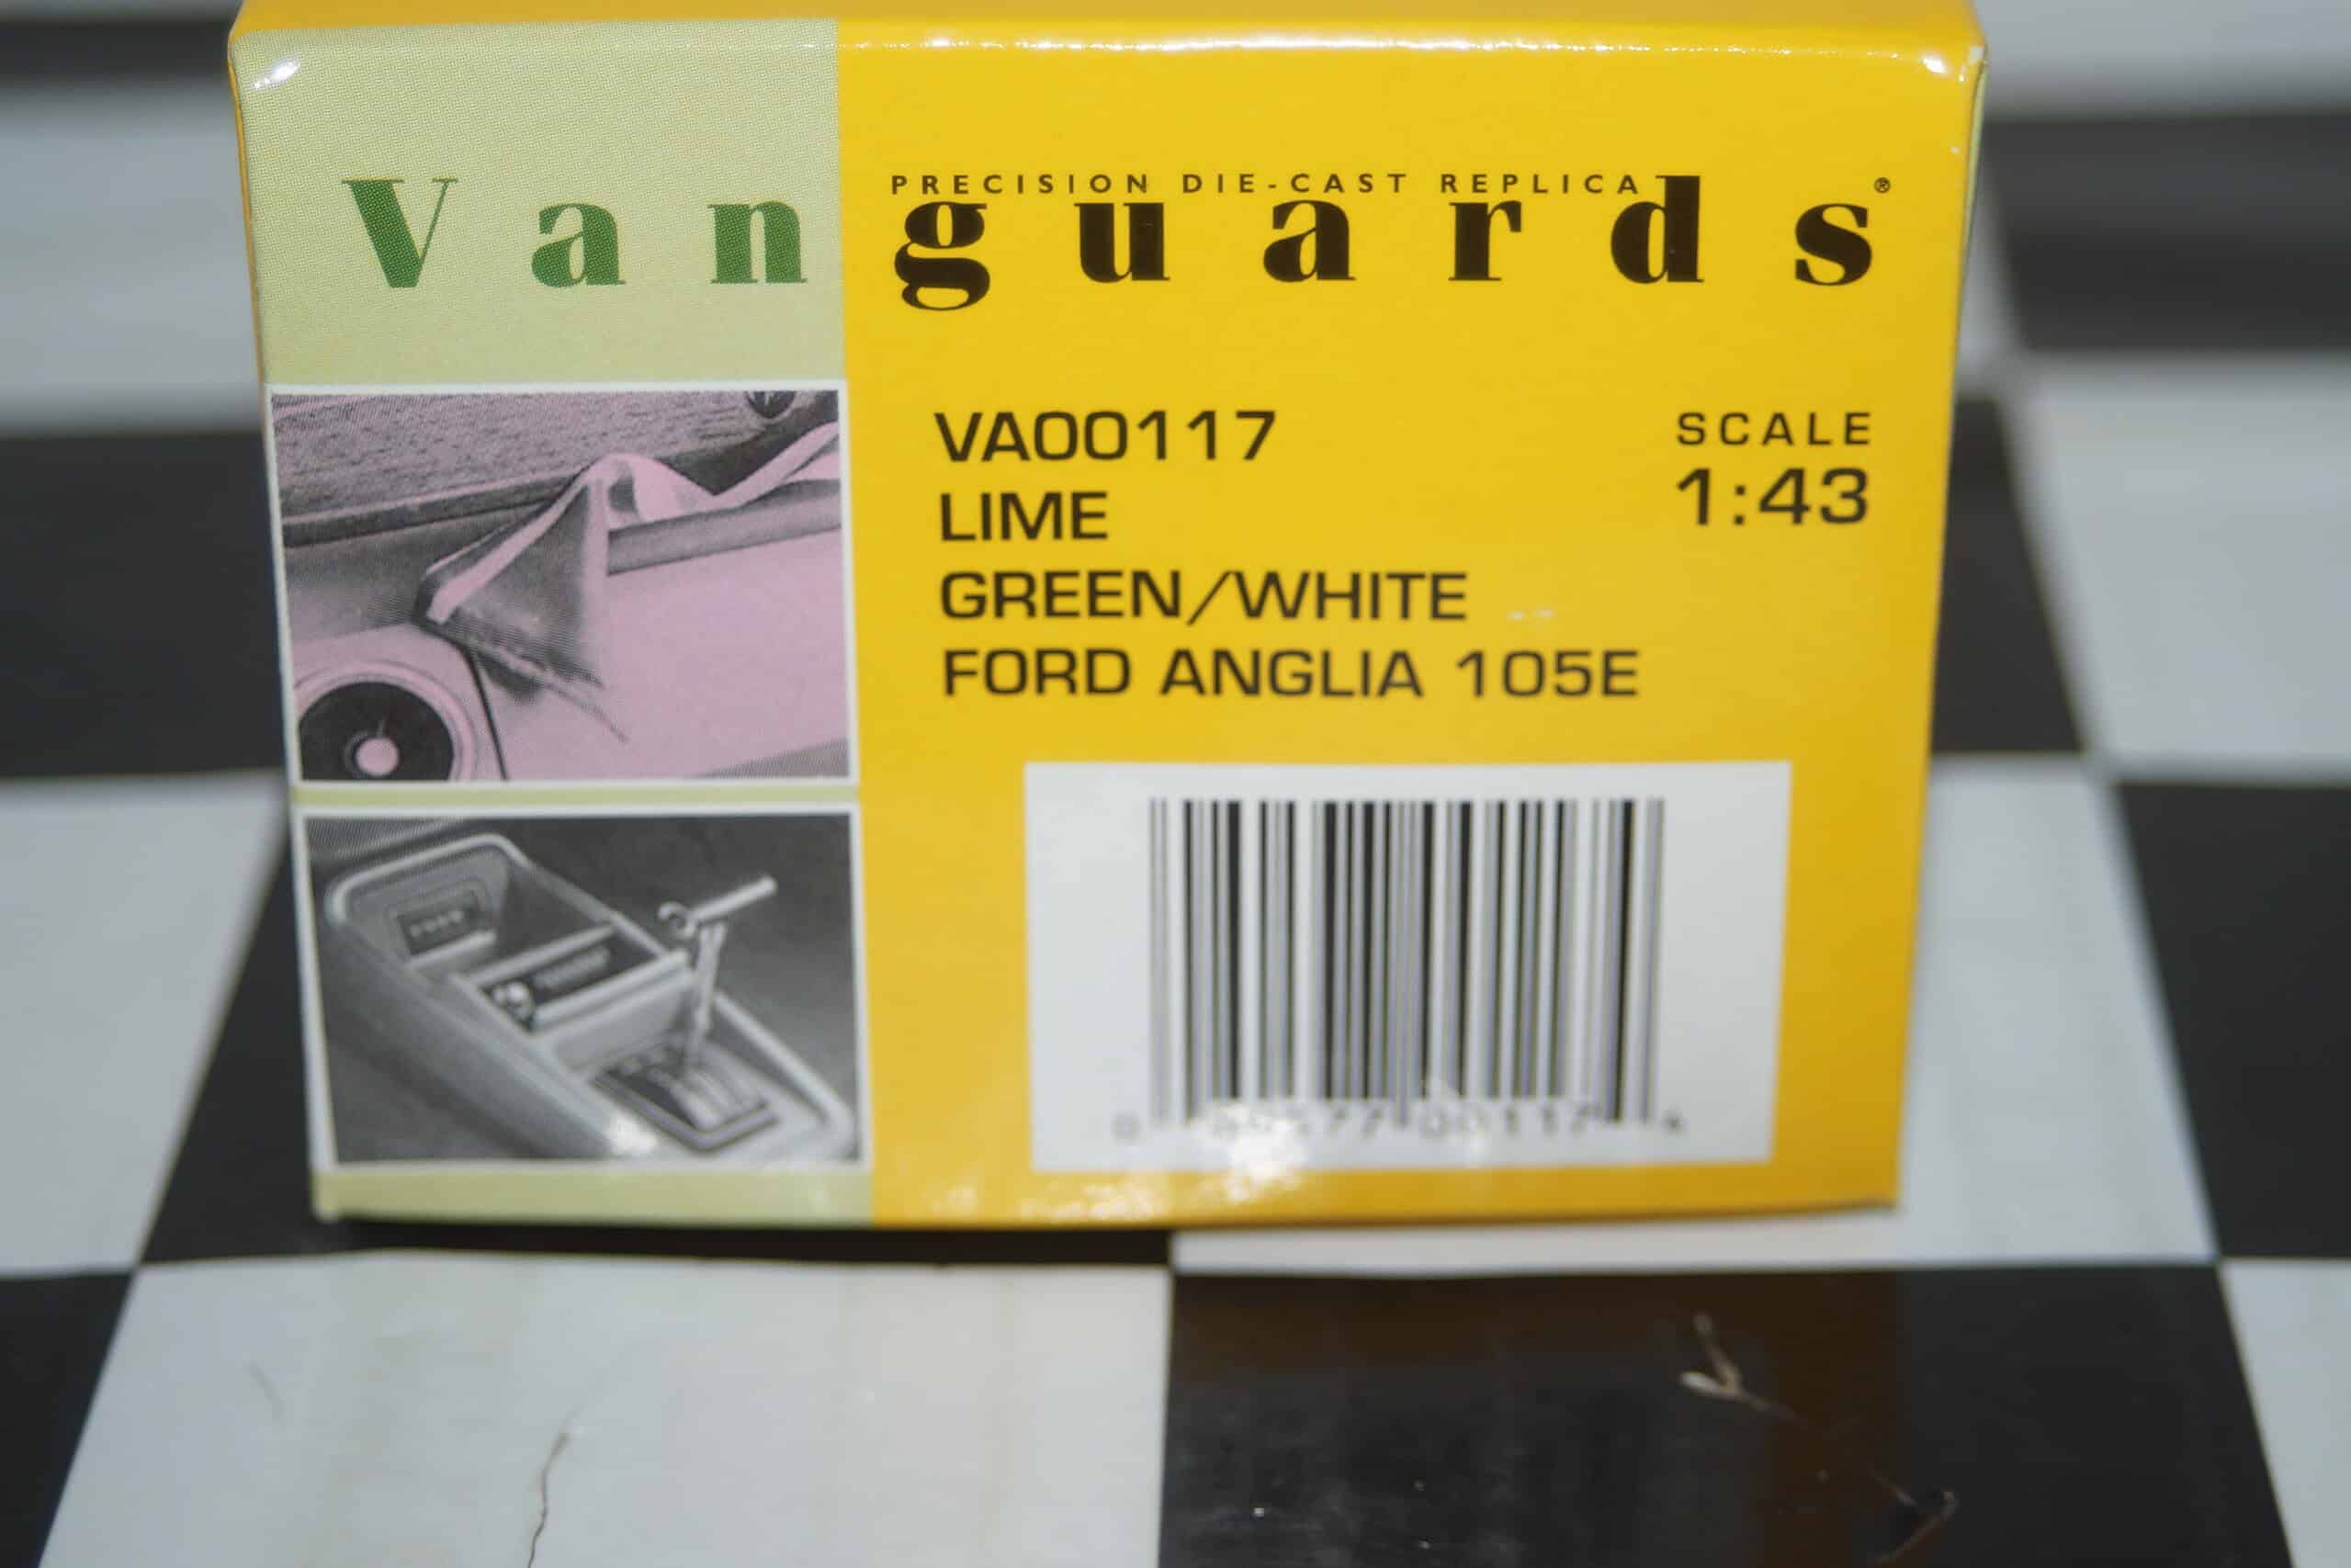 Vanguards®
PRECISION DIE-CAST REPLICA
VA00117
LIME
GREEN/WHITE
FORD ANGLIA 105E
SCALE
1:43